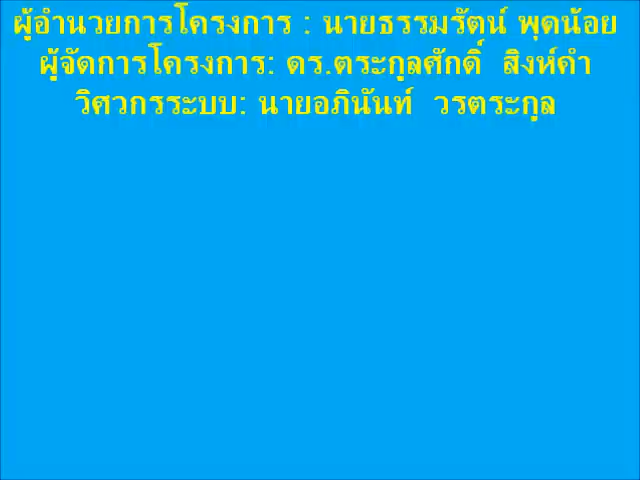 ผู้อำนวยการโครงการ : นายธรรมรัตน์ พุดน้อย
ผู้จัดการโครงการ: ดร.ตระกูลศักดิ์  สิงห์คำ
วิศวกรระบบ: นายอภินันท์  วรตระกูล